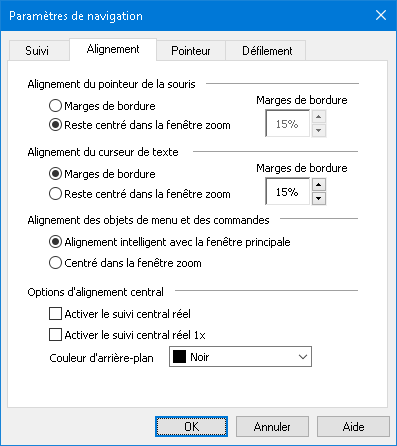 Paramètres de navigation
Suivi Alignement Pointeur Défilement
Alignement du pointeur de la souris
Marges de bordure
Marges de bordure
Reste centré dans la fenêtre zoom
15%
Alignement du curseur de texte
Marges de bordure
Marges de bordure
Reste centré dans la fenêtre zoom
15%
Alignement des objets de menu et des commandes
Alignement intelligent avec la fenêtre principale
Centré dans la fenêtre zoom
Options d'alignement central
Activer le suivi central réel
Activer le suivi central réel 1x
Couleur d'arrière-plan Noir
OK Annuler Aide